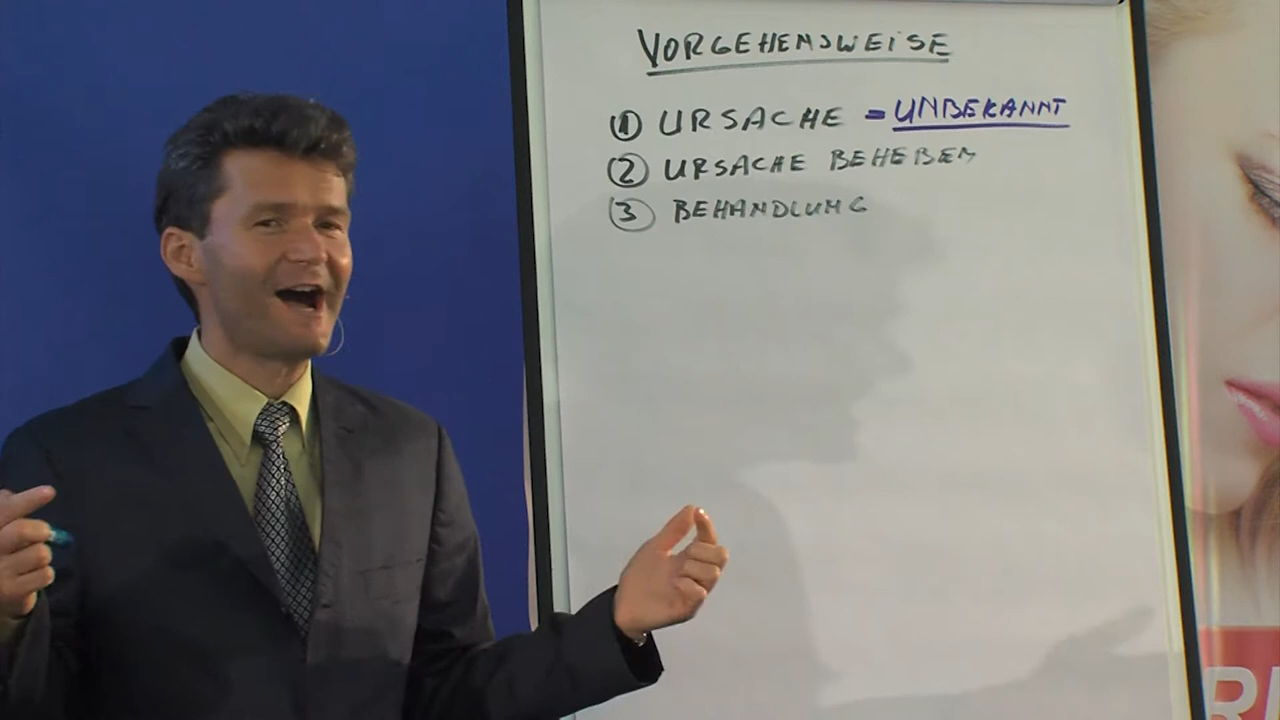 VORGEHENSWEISE
① URSACHE = UNBEKANNT
② URSACHE BEHEBEN
③ BEHANDLUNG